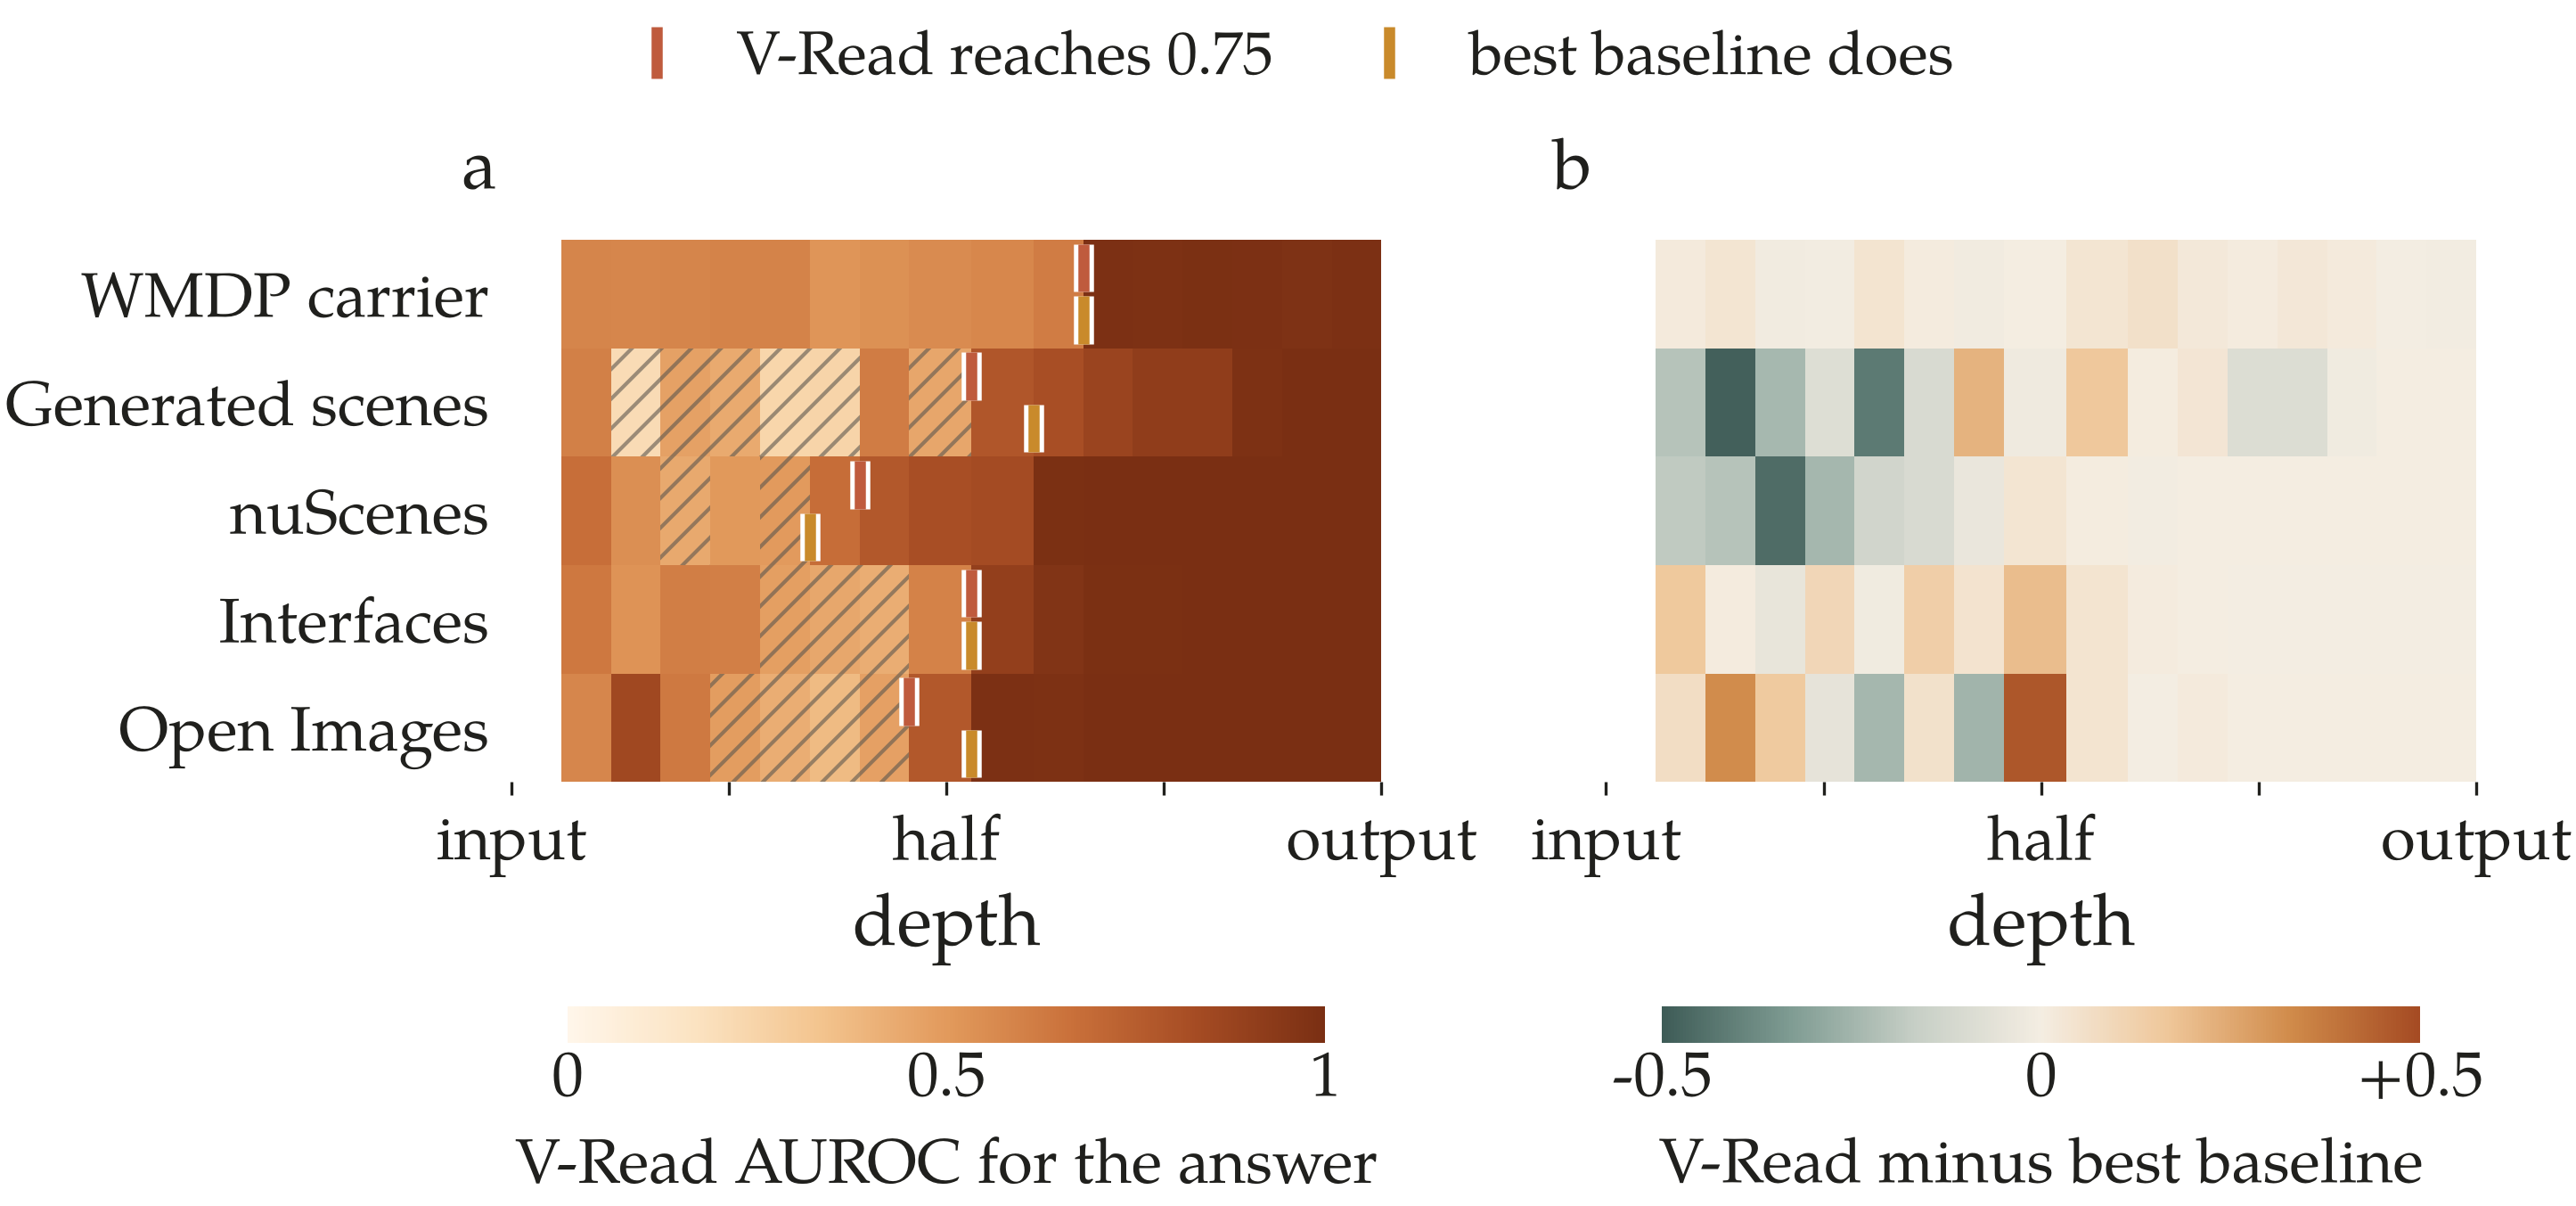 V-Read reaches 0.75
best baseline does
a
b
WMDP carrier
Generated scenes
nuScenes
Interfaces
Open Images
input
half
output
input
half
output
depth
depth
0
0.5
1
-0.5
0
+0.5
V-Read AUROC for the answer
V-Read minus best baseline